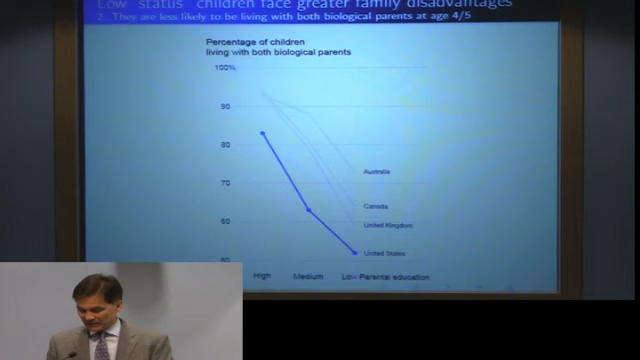 Low "status" children face greater family disadvantages
2. They are less likely to be living with both biological parents at age 4/5
Percentage of children
living with both biological parents
100%
90
80
Australia
70
Canada
60
United Kingdom
United States
50
High Medium Low Parental education